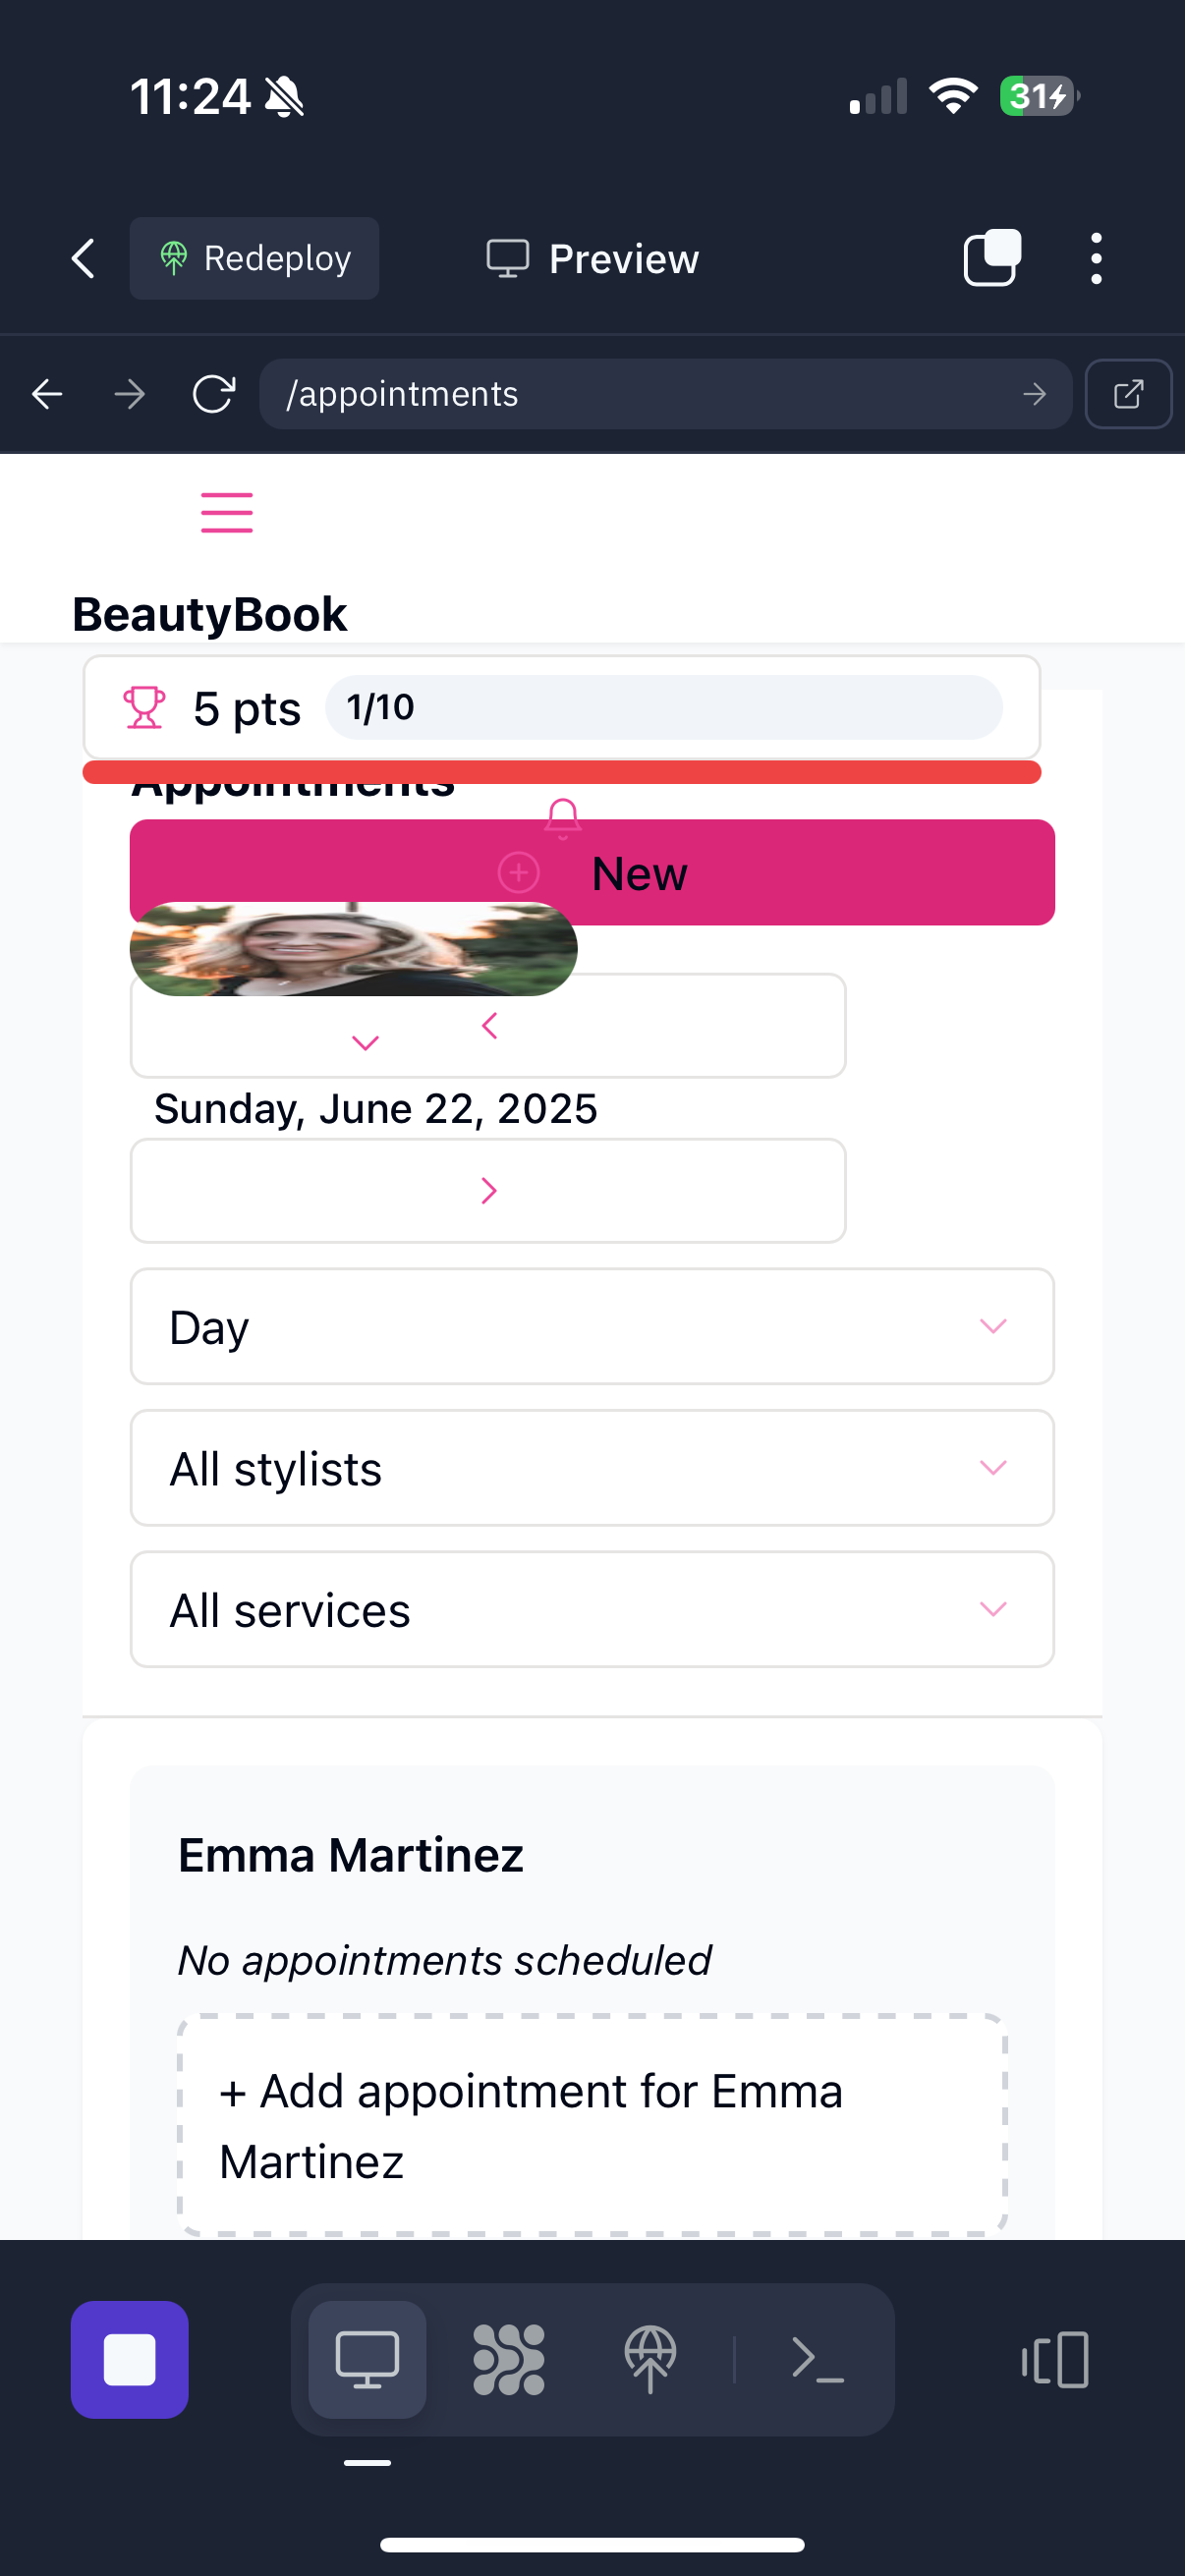 11:24
31
Redeploy
Preview
/appointments
BeautyBook
5 pts
1/10
Appointments
New
Sunday, June 22, 2025
Day
All stylists
All services
Emma Martinez
No appointments scheduled
+ Add appointment for Emma
Martinez